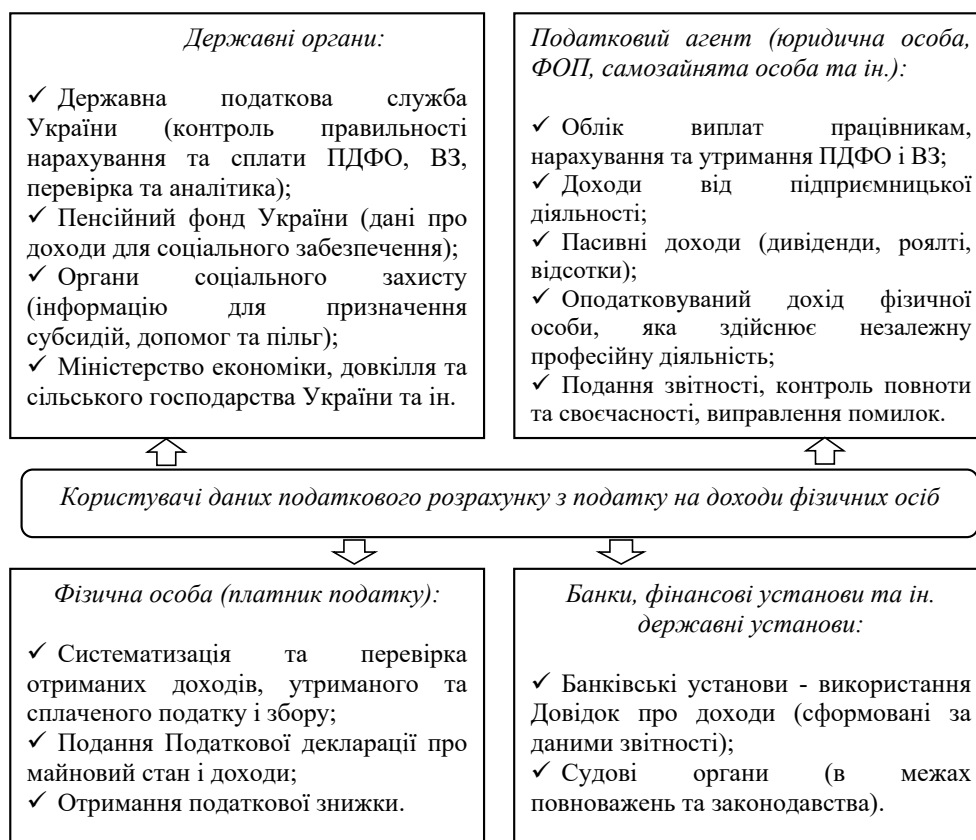 Державні органи:
✓ Державна податкова служба
України (контроль правильності
нарахування та сплати ПДФО, ВЗ,
перевірка та аналітика);
✓ Пенсійний фонд України (дані про
доходи для соціального забезпечення);
✓ Органи соціального захисту
(інформацію для призначення
субсидій, допомог та пільг);
✓ Міністерство економіки, довкілля та
сільського господарства України та ін.
Податковий агент (юридична особа,
ФОП, самозайнята особа та ін.):
✓ Облік виплат працівникам,
нарахування та утримання ПДФО і ВЗ;
✓ Доходи від підприємницької
діяльності;
✓ Пасивні доходи (дивіденди, роялті,
відсотки);
✓ Оподатковуваний дохід фізичної
особи, яка здійснює незалежну
професійну діяльність;
✓ Подання звітності, контроль повноти
та своєчасності, виправлення помилок.
Користувачі даних податкового розрахунку з податку на доходи фізичних осіб
Фізична особа (платник податку):
✓ Систематизація та перевірка
отриманих доходів, утриманого та
сплаченого податку і збору;
✓ Подання Податкової декларації про
майновий стан і доходи;
✓ Отримання податкової знижки.
Банки, фінансові установи та ін.
державні установи:
✓ Банківські установи - використання
Довідок про доходи (сформовані за
даними звітності);
✓ Судові органи (в межах
повноважень та законодавства).